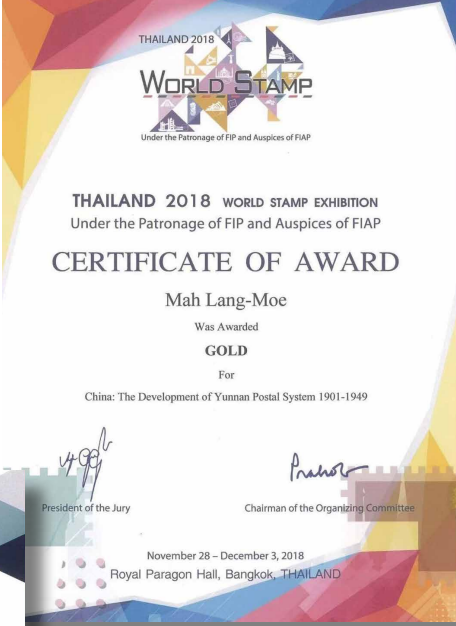 THAILAND 2018
WORLD STAMP
Under the Patronage of FIP and Auspices of FIAP
THAILAND 2018 WORLD STAMP EXHIBITION
Under the Patronage of FIP and Auspices of FIAP
CERTIFICATE OF AWARD
Mah Lang-Moe
Was Awarded
GOLD
For
China: The Development of Yunnan Postal System 1901-1949
President of the Jury
Chairman of the Organizing Committee
November 28 – December 3, 2018
Royal Paragon Hall, Bangkok, THAILAND